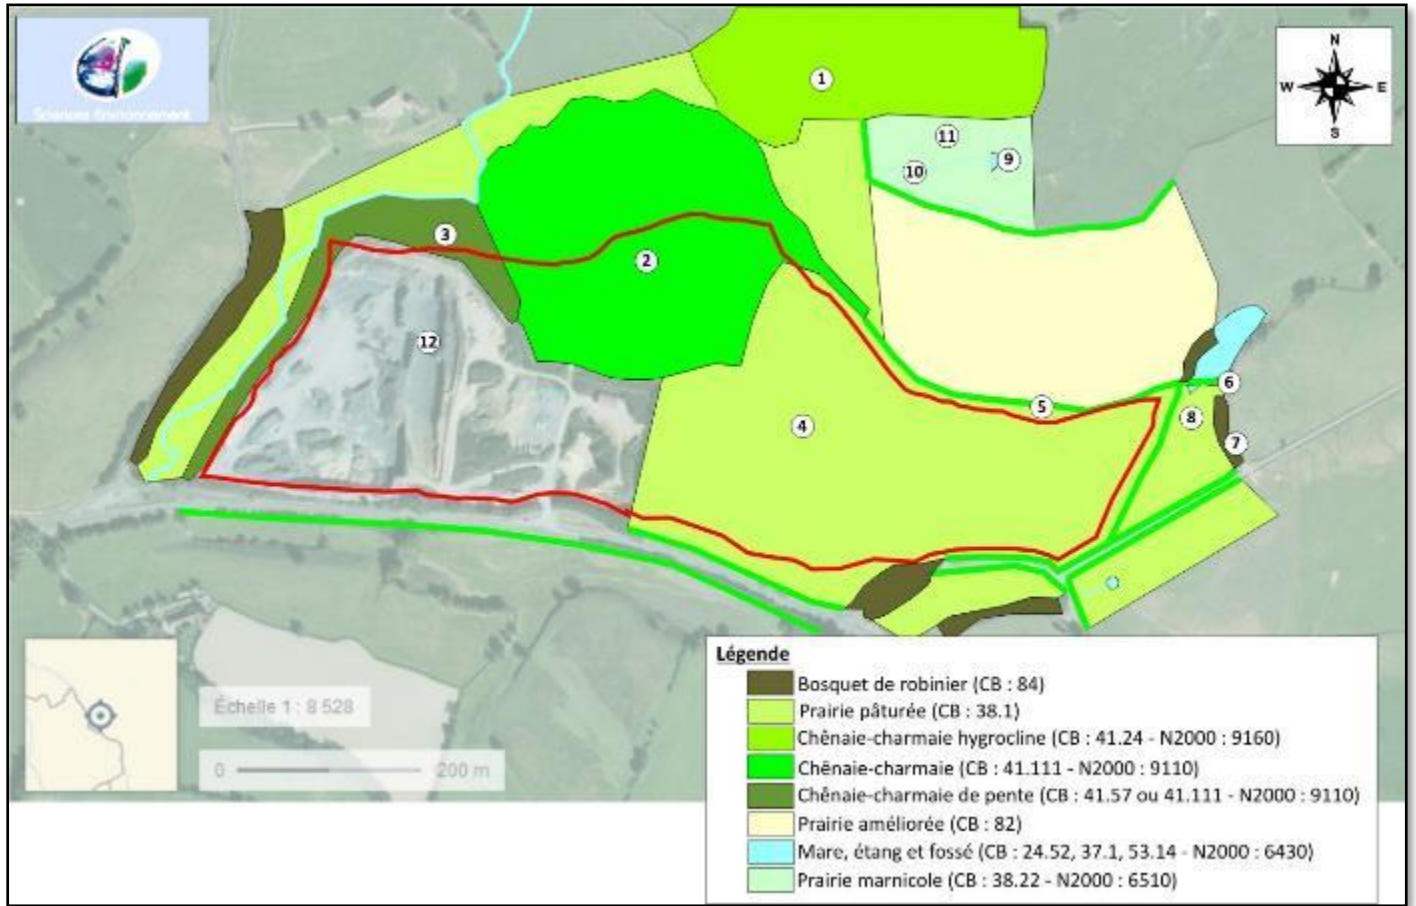 Sciences Environnement
N
W E
S
1
11
9
10
3
2
12
6
5
8
4
7
Échelle 1 : 8 528
0 200 m
Légende
Bosquet de robinier (CB : 84)
Prairie pâturée (CB : 38.1)
Chênaie-charmaie hygrocline (CB : 41.24 - N2000 : 9160)
Chênaie-charmaie (CB : 41.111 - N2000 : 9110)
Chênaie-charmaie de pente (CB : 41.57 ou 41.111 - N2000 : 9110)
Prairie améliorée (CB : 82)
Mare, étang et fossé (CB : 24.52, 37.1, 53.14 - N2000 : 6430)
Prairie marnicole (CB : 38.22 - N2000 : 6510)